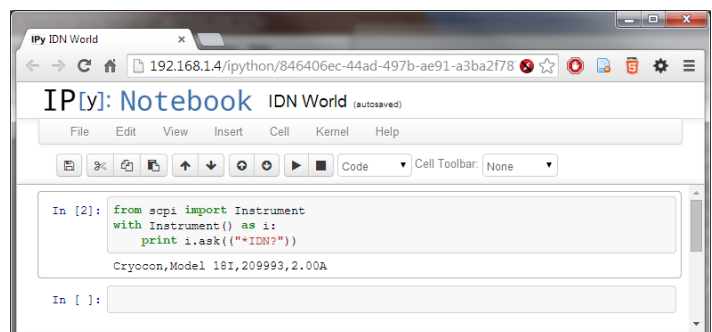 IPy IDN World
192.168.1.4/ipython/846406ec-44ad-497b-ae91-a3ba2f78
IP[y]: Notebook IDN World (autosaved)
File Edit View Insert Cell Kernel Help
Code Cell Toolbar: None
In [2]: from scpi import Instrument
with Instrument() as i:
    print i.ask(("*IDN?"))
Cryocon,Model 18I,209993,2.00A
In [ ]: